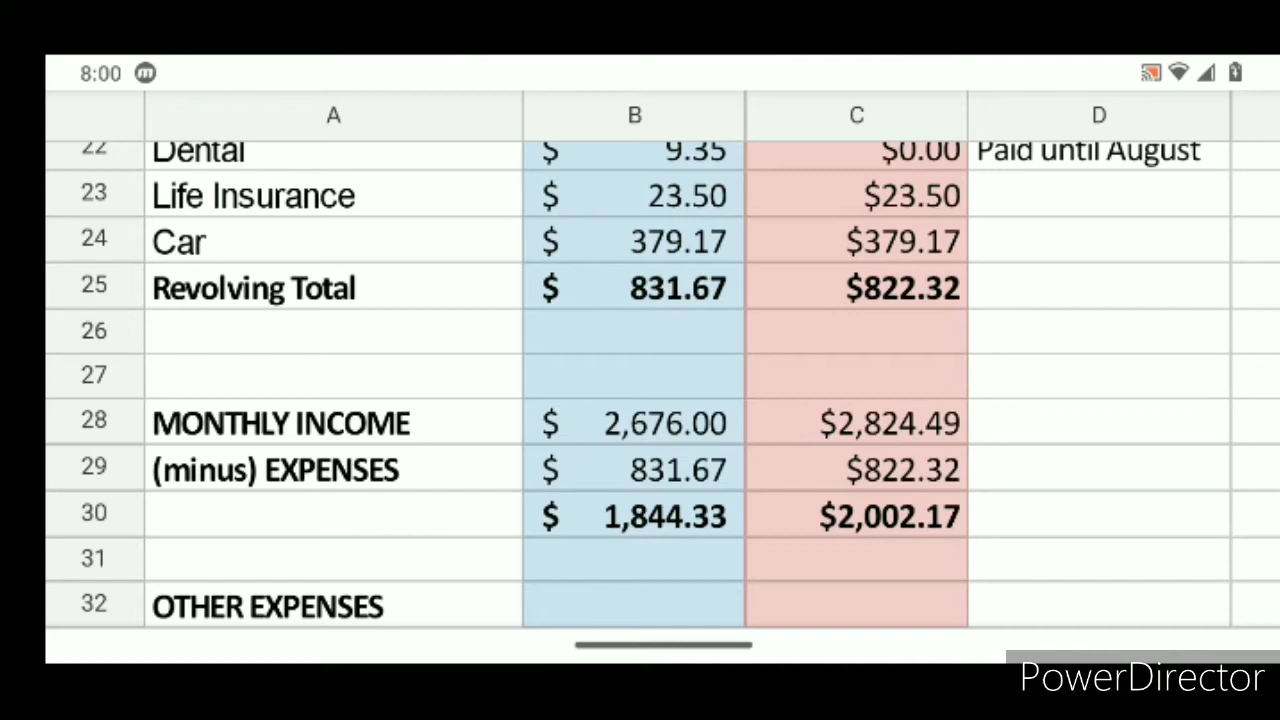 8:00
A B C D
22 Dental $ 9.35 $0.00 Paid until August
23 Life Insurance $ 23.50 $23.50
24 Car $ 379.17 $379.17
25 Revolving Total $ 831.67 $822.32
26
27
28 MONTHLY INCOME $ 2,676.00 $2,824.49
29 (minus) EXPENSES $ 831.67 $822.32
30 $ 1,844.33 $2,002.17
31
32 OTHER EXPENSES
PowerDirector